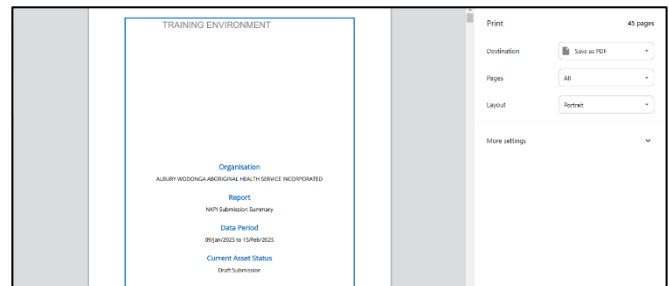 TRAINING ENVIRONMENT
Organisation
ALBURY WODONGA ABORIGINAL HEALTH SERVICE INCORPORATED
Report
NKPI Submission Summary
Data Period
09/Jan/2025 to 15/Feb/2025
Current Asset Status
Draft Submission
Print 45 pages
Destination Save as PDF
Pages All
Layout Portrait
More settings